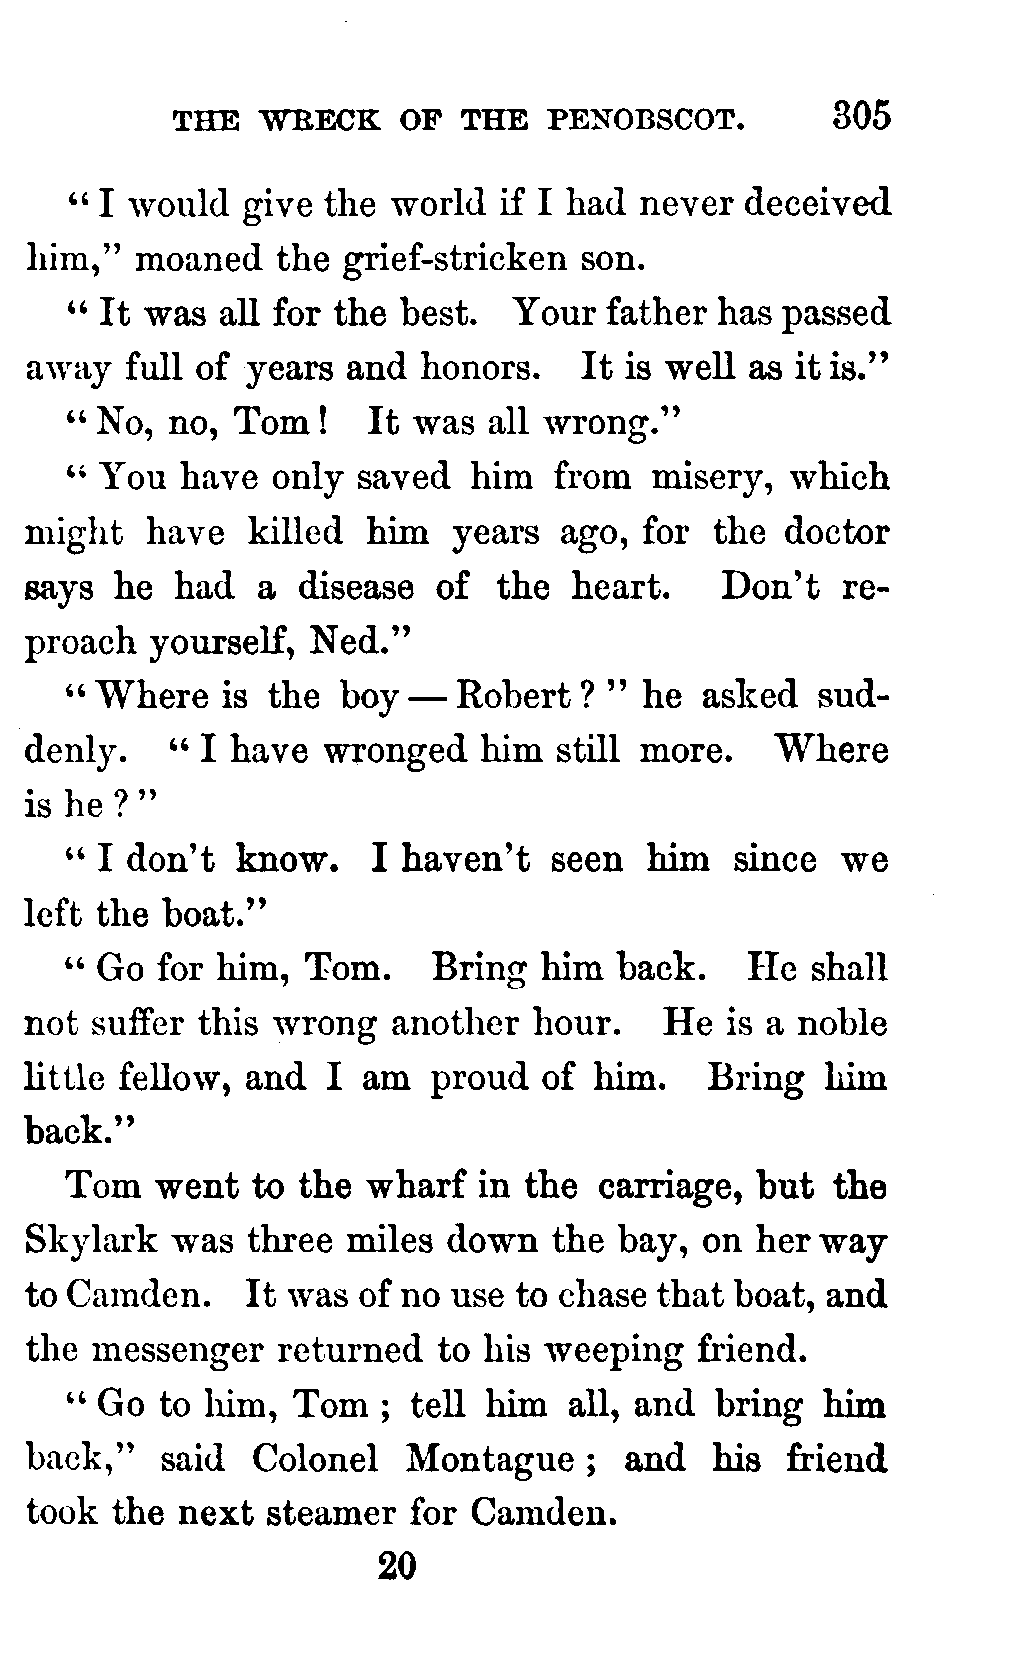 THE WRECK OF THE PENOBSCOT. 305
“ I would give the world if I had never deceived
him,” moaned the grief-stricken son.
“ It was all for the best. Your father has passed
away full of years and honors. It is well as it is.”
“ No, no, Tom ! It was all wrong.”
“ You have only saved him from misery, which
might have killed him years ago, for the doctor
says he had a disease of the heart. Don’t re-
proach yourself, Ned.”
“ Where is the boy — Robert ? ” he asked sud-
denly. “ I have wronged him still more. Where
is he ? ”
“ I don’t know. I haven’t seen him since we
left the boat.”
“ Go for him, Tom. Bring him back. He shall
not suffer this wrong another hour. He is a noble
little fellow, and I am proud of him. Bring him
back.”
Tom went to the wharf in the carriage, but the
Skylark was three miles down the bay, on her way
to Camden. It was of no use to chase that boat, and
the messenger returned to his weeping friend.
“ Go to him, Tom ; tell him all, and bring him
back,” said Colonel Montague ; and his friend
took the next steamer for Camden.
20